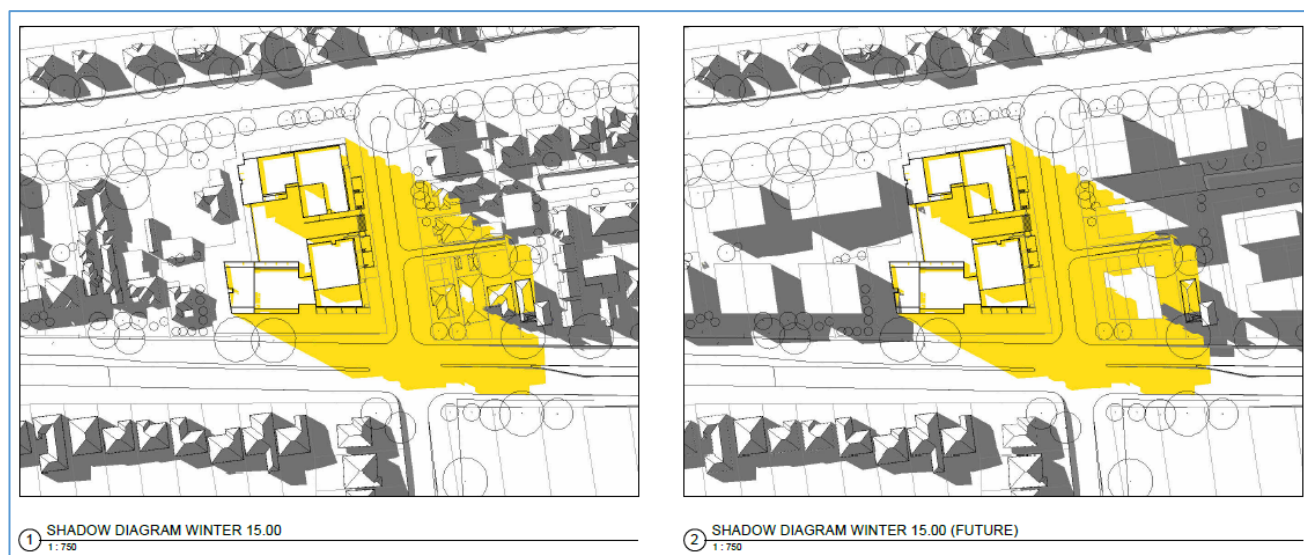 1
SHADOW DIAGRAM WINTER 15.00
1 : 750
2
SHADOW DIAGRAM WINTER 15.00 (FUTURE)
1 : 750